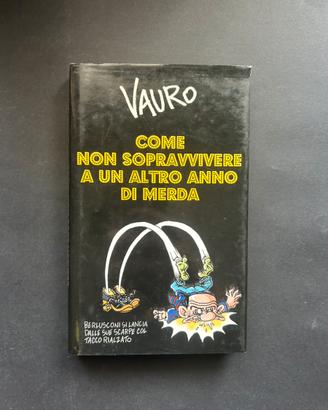 VAURO
COME
NON SOPRAVVIVERE
A UN ALTRO ANNO
DI MERDA
BERLUSCONI SI LANCIA
DALLE SUE SCARPE COL
TACCO RIALZATO